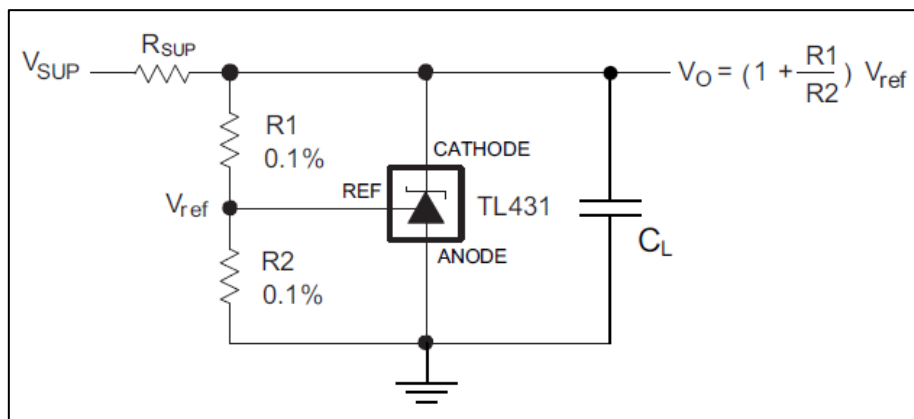 V_SUP
R_SUP
V_O = (1 + R1/R2) V_ref
R1
0.1%
CATHODE
REF
TL431
V_ref
ANODE
C_L
R2
0.1%